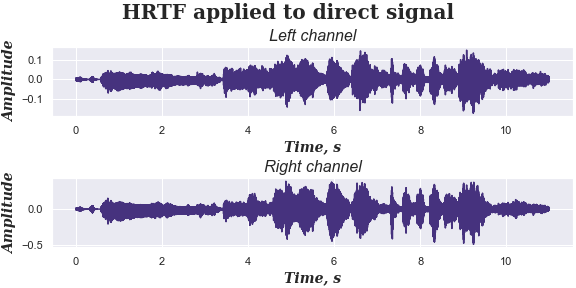 HRTF applied to direct signal
Left channel
Amplitude
0.1
0.0
−0.1
0 2 4 6 8 10
Time, s
Right channel
Amplitude
0.0
−0.5
0 2 4 6 8 10
Time, s